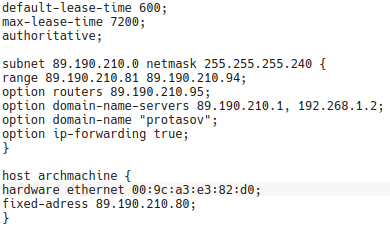 default-lease-time 600;
max-lease-time 7200;
authoritative;
subnet 89.190.210.0 netmask 255.255.255.240 {
range 89.190.210.81 89.190.210.94;
option routers 89.190.210.95;
option domain-name-servers 89.190.210.1, 192.168.1.2;
option domain-name "protasov";
option ip-forwarding true;
}
host archmachine {
hardware ethernet 00:9c:a3:e3:82:d0;
fixed-adress 89.190.210.80;
}